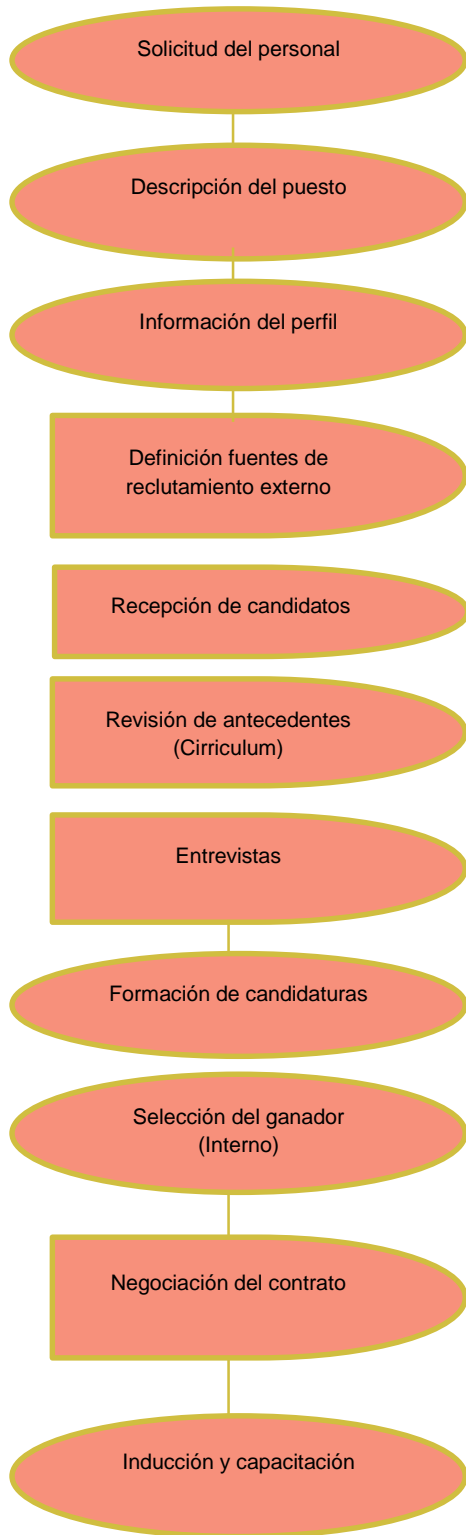 Solicitud del personal
Descripción del puesto
Información del perfil
Definición fuentes de
reclutamiento externo
Recepción de candidatos
Revisión de antecedentes
(Cirriculum)
Entrevistas
Formación de candidaturas
Selección del ganador
(Interno)
Negociación del contrato
Inducción y capacitación